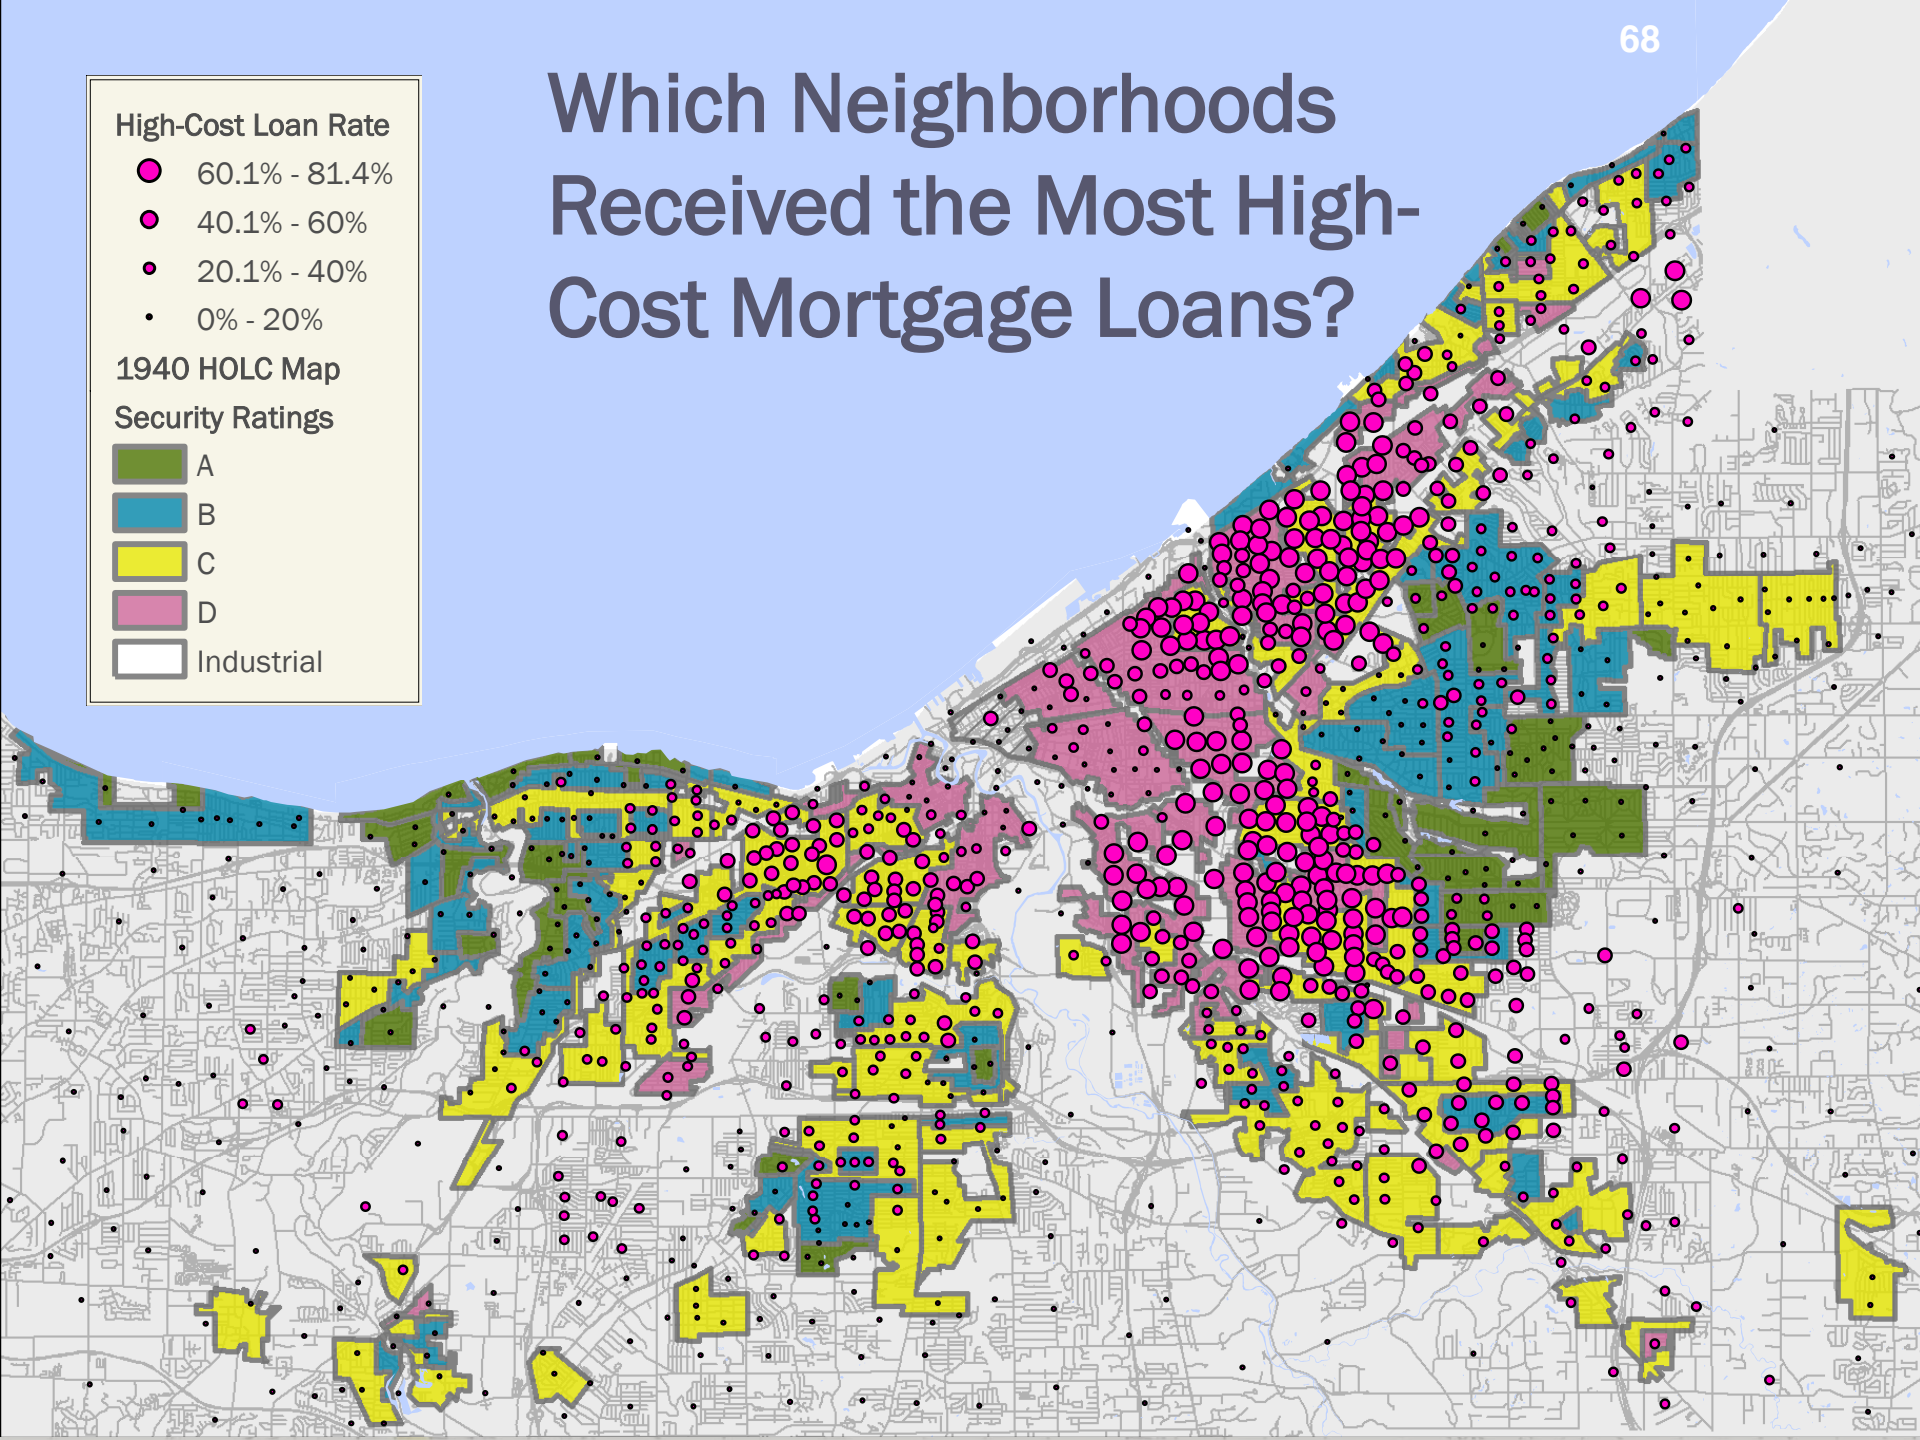 68
Which Neighborhoods
Received the Most High-
Cost Mortgage Loans?
High-Cost Loan Rate
60.1% - 81.4%
40.1% - 60%
20.1% - 40%
0% - 20%
1940 HOLC Map
Security Ratings
A
B
C
D
Industrial